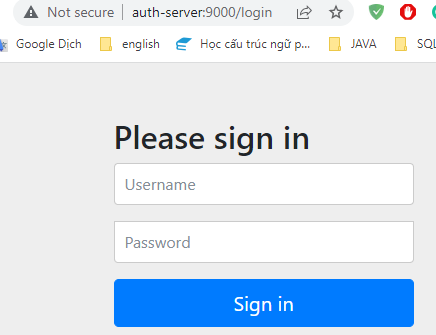 Not secure | auth-server:9000/login
Google Dịch english Học cấu trúc ngữ p... JAVA SQL
Please sign in
Username
Password
Sign in